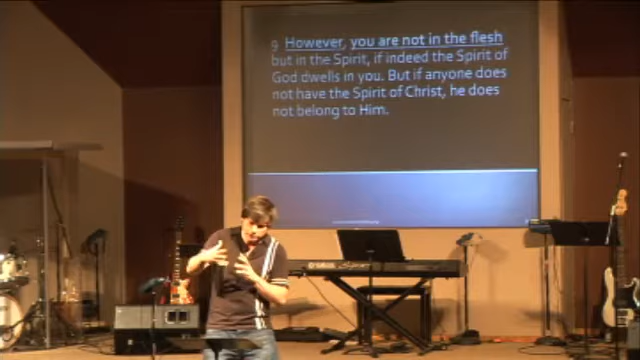 9 However, you are not in the flesh
but in the Spirit, if indeed the Spirit of
God dwells in you. But if anyone does
not have the Spirit of Christ, he does
not belong to Him.